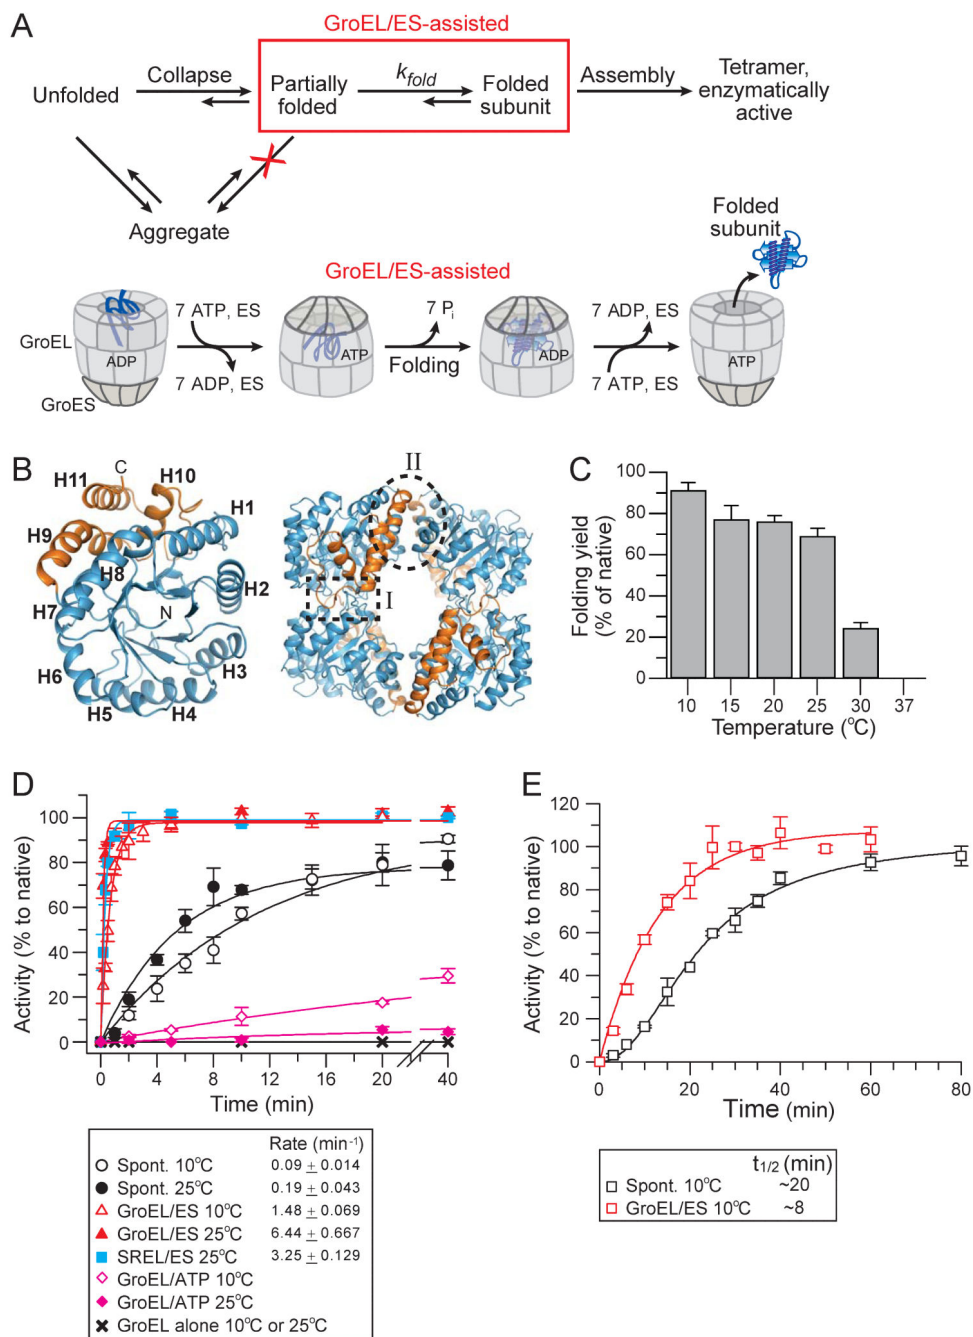 A
GroEL/ES-assisted
Unfolded
Collapse
Partially
folded
kfold
Folded
subunit
Assembly
Tetramer,
enzymatically
active
Aggregate
GroEL/ES-assisted
Folded
subunit
GroEL
GroES
ADP
7 ATP, ES
7 ADP, ES
ATP
7 Pi
Folding
ADP
7 ADP, ES
7 ATP, ES
ATP
B
H11
C
H10
H1
H9
H8
H2
H7
N
H6
H3
H5
H4
II
I
C
Folding yield
(% of native)
100
80
60
40
20
0
10
15
20
25
30
37
Temperature (°C)
D
Activity (% to native)
100
80
60
40
20
0
0
4
8
12
16
20
40
Time (min)
Rate (min⁻¹)
Spont. 10°C 0.09 ± 0.014
Spont. 25°C 0.19 ± 0.043
GroEL/ES 10°C 1.48 ± 0.069
GroEL/ES 25°C 6.44 ± 0.667
SREL/ES 25°C 3.25 ± 0.129
GroEL/ATP 10°C
GroEL/ATP 25°C
GroEL alone 10°C or 25°C
E
Activity (% to native)
120
100
80
60
40
20
0
0
20
40
60
80
Time (min)
t1/2 (min)
Spont. 10°C ~20
GroEL/ES 10°C ~8